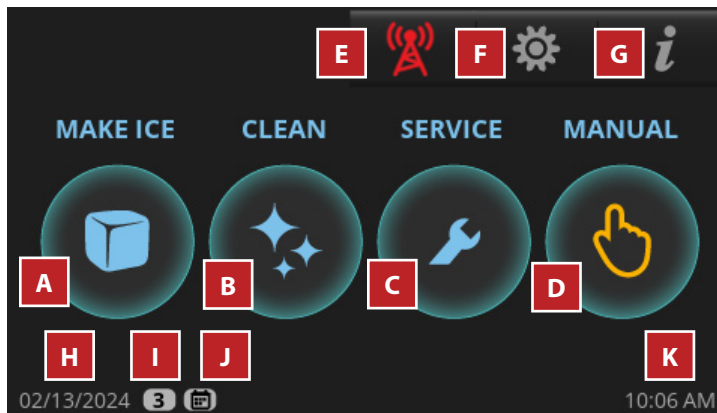 E F G i
MAKE ICE CLEAN SERVICE MANUAL
A B C D
H I J K
02/13/2024 3 10:06 AM